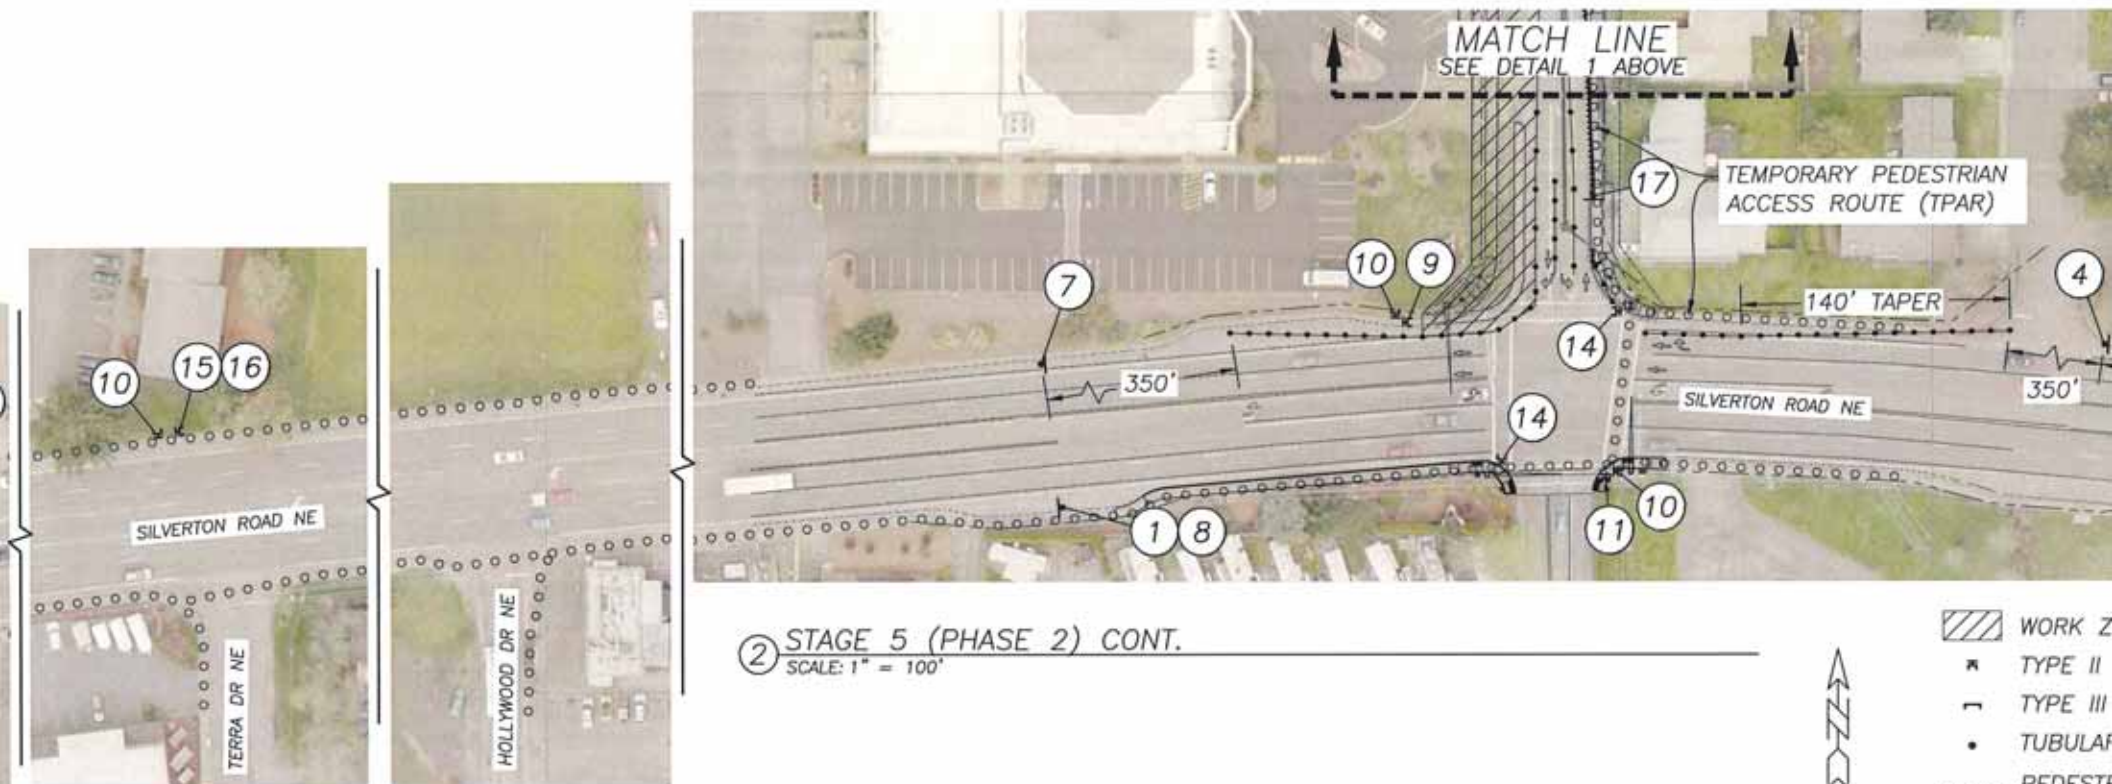 MATCH LINE
SEE DETAIL 1 ABOVE
17
TEMPORARY PEDESTRIAN
ACCESS ROUTE (TPAR)
10
9
7
4
140' TAPER
14
350'
350'
10
15
16
SILVERTON ROAD NE
14
SILVERTON ROAD NE
1
8
11
10
TERRA DR NE
HOLLYWOOD DR NE
2
STAGE 5 (PHASE 2) CONT.
SCALE: 1" = 100'
WORK Z
TYPE II
TYPE III
TUBULAR
PEDESTR